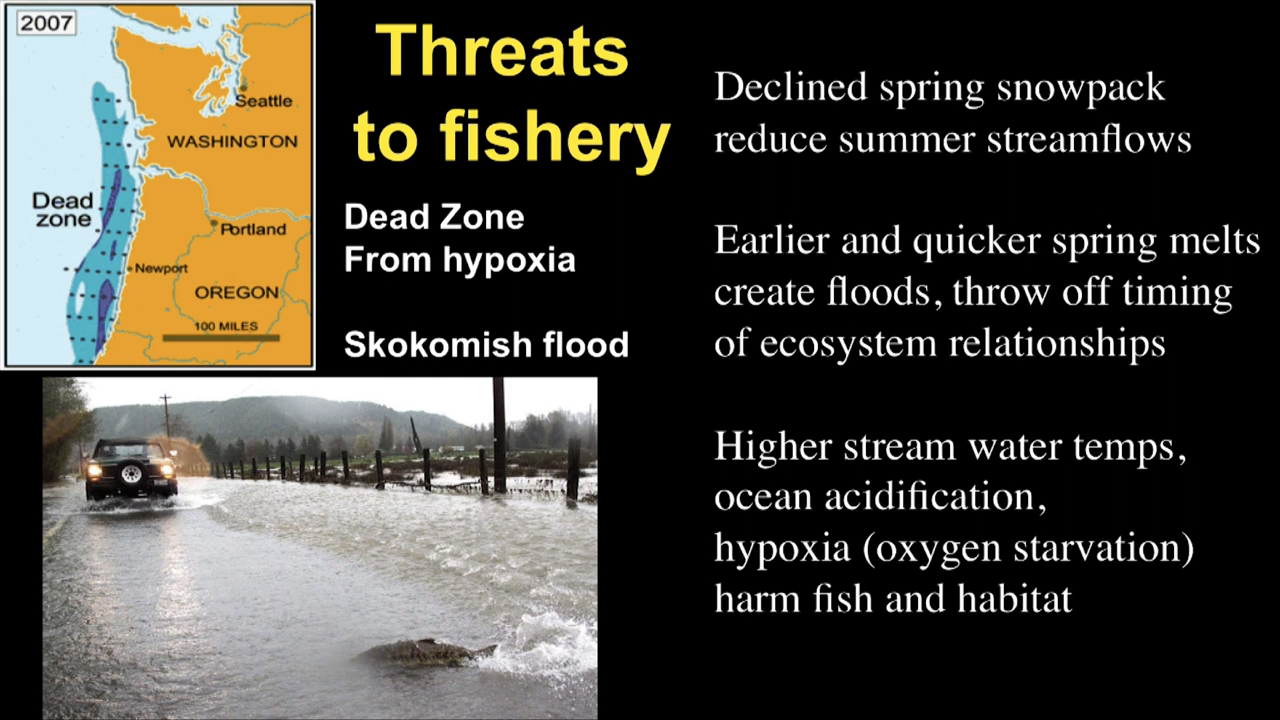 2007
Seattle
WASHINGTON
Dead
zone
Portland
Newport
OREGON
100 MILES
Threats
to fishery
Dead Zone
From hypoxia
Skokomish flood
Declined spring snowpack
reduce summer streamflows
Earlier and quicker spring melts
create floods, throw off timing
of ecosystem relationships
Higher stream water temps,
ocean acidification,
hypoxia (oxygen starvation)
harm fish and habitat